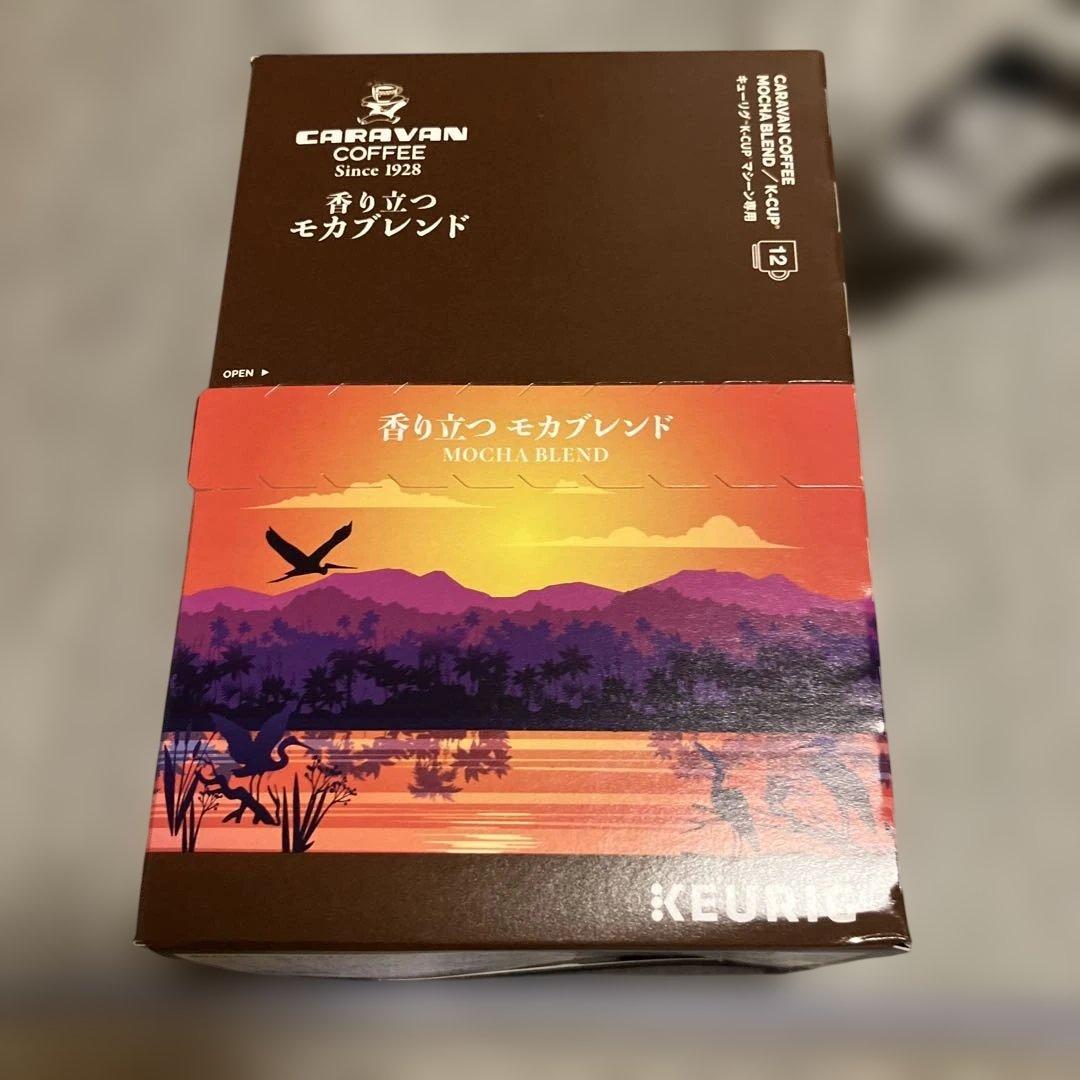 CARAVAN
COFFEE
Since 1928
香り立つ
モカブレンド
CARAVAN COFFEE
MOCHA BLEND／K-CUP®
キューリグ K-CUP® マシーン専用
12
OPEN ▶
香り立つ モカブレンド
MOCHA BLEND
KEURIG